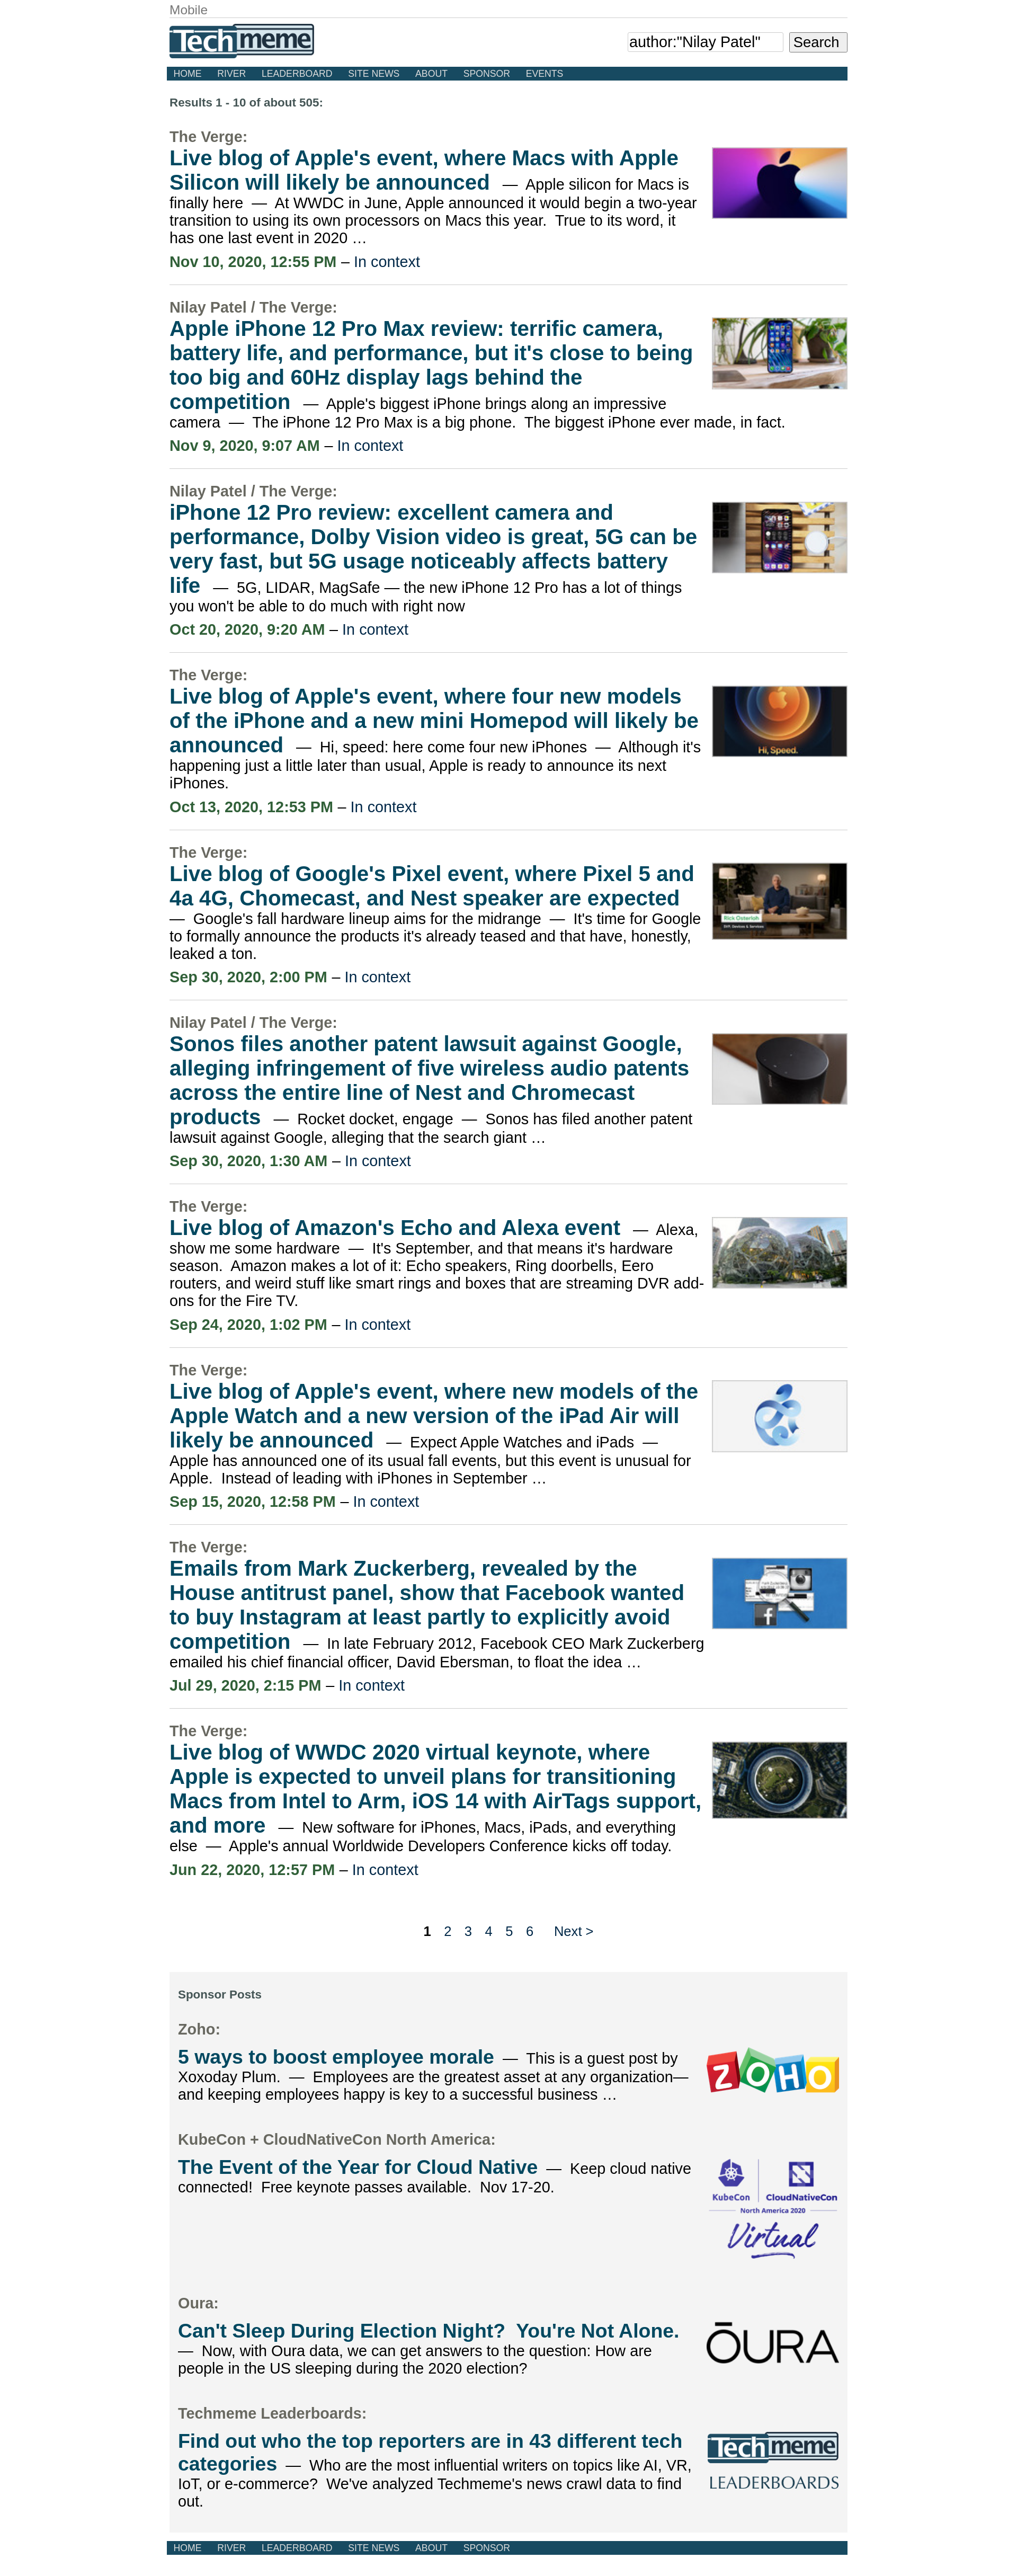 Mobile
Techmeme
author:"Nilay Patel" Search
HOME RIVER LEADERBOARD SITE NEWS ABOUT SPONSOR EVENTS
Results 1 - 10 of about 505:
The Verge:
Live blog of Apple's event, where Macs with Apple
Silicon will likely be announced — Apple silicon for Macs is
finally here — At WWDC in June, Apple announced it would begin a two-year
transition to using its own processors on Macs this year. True to its word, it
has one last event in 2020 …
Nov 10, 2020, 12:55 PM – In context
Nilay Patel / The Verge:
Apple iPhone 12 Pro Max review: terrific camera,
battery life, and performance, but it's close to being
too big and 60Hz display lags behind the
competition — Apple's biggest iPhone brings along an impressive
camera — The iPhone 12 Pro Max is a big phone. The biggest iPhone ever made, in fact.
Nov 9, 2020, 9:07 AM – In context
Nilay Patel / The Verge:
iPhone 12 Pro review: excellent camera and
performance, Dolby Vision video is great, 5G can be
very fast, but 5G usage noticeably affects battery
life — 5G, LIDAR, MagSafe — the new iPhone 12 Pro has a lot of things
you won't be able to do much with right now
Oct 20, 2020, 9:20 AM – In context
The Verge:
Live blog of Apple's event, where four new models
of the iPhone and a new mini Homepod will likely be
announced — Hi, speed: here come four new iPhones — Although it's
happening just a little later than usual, Apple is ready to announce its next
iPhones.
Hi, Speed.
Oct 13, 2020, 12:53 PM – In context
The Verge:
Live blog of Google's Pixel event, where Pixel 5 and
4a 4G, Chomecast, and Nest speaker are expected
— Google's fall hardware lineup aims for the midrange — It's time for Google
to formally announce the products it's already teased and that have, honestly,
leaked a ton.
Rick Osterloh
Sep 30, 2020, 2:00 PM – In context
Nilay Patel / The Verge:
Sonos files another patent lawsuit against Google,
alleging infringement of five wireless audio patents
across the entire line of Nest and Chromecast
products — Rocket docket, engage — Sonos has filed another patent
lawsuit against Google, alleging that the search giant …
Sep 30, 2020, 1:30 AM – In context
The Verge:
Live blog of Amazon's Echo and Alexa event — Alexa,
show me some hardware — It's September, and that means it's hardware
season. Amazon makes a lot of it: Echo speakers, Ring doorbells, Eero
routers, and weird stuff like smart rings and boxes that are streaming DVR add-
ons for the Fire TV.
Sep 24, 2020, 1:02 PM – In context
The Verge:
Live blog of Apple's event, where new models of the
Apple Watch and a new version of the iPad Air will
likely be announced — Expect Apple Watches and iPads —
Apple has announced one of its usual fall events, but this event is unusual for
Apple. Instead of leading with iPhones in September …
Sep 15, 2020, 12:58 PM – In context
The Verge:
Emails from Mark Zuckerberg, revealed by the
House antitrust panel, show that Facebook wanted
to buy Instagram at least partly to explicitly avoid
competition — In late February 2012, Facebook CEO Mark Zuckerberg
emailed his chief financial officer, David Ebersman, to float the idea …
Jul 29, 2020, 2:15 PM – In context
The Verge:
Live blog of WWDC 2020 virtual keynote, where
Apple is expected to unveil plans for transitioning
Macs from Intel to Arm, iOS 14 with AirTags support,
and more — New software for iPhones, Macs, iPads, and everything
else — Apple's annual Worldwide Developers Conference kicks off today.
Jun 22, 2020, 12:57 PM – In context
1 2 3 4 5 6 Next >
Sponsor Posts
Zoho:
5 ways to boost employee morale — This is a guest post by
Xoxoday Plum. — Employees are the greatest asset at any organization—
and keeping employees happy is key to a successful business …
ZOHO
KubeCon + CloudNativeCon North America:
The Event of the Year for Cloud Native — Keep cloud native
connected! Free keynote passes available. Nov 17-20.
KubeCon CloudNativeCon
North America 2020
Virtual
Oura:
Can't Sleep During Election Night? You're Not Alone.
— Now, with Oura data, we can get answers to the question: How are
people in the US sleeping during the 2020 election?
ŌURA
Techmeme Leaderboards:
Find out who the top reporters are in 43 different tech
categories — Who are the most influential writers on topics like AI, VR,
IoT, or e-commerce? We've analyzed Techmeme's news crawl data to find
out.
Techmeme
LEADERBOARDS
HOME RIVER LEADERBOARD SITE NEWS ABOUT SPONSOR